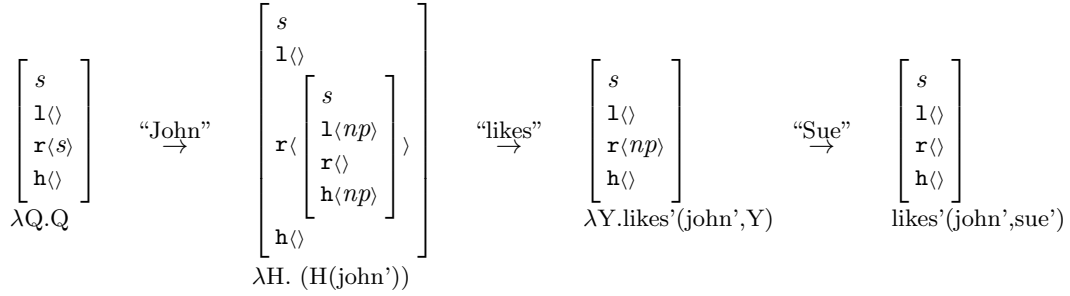 s
l⟨⟩
r⟨s⟩
h⟨⟩
λQ.Q
“John”
→
s
l⟨⟩
r⟨
s
l⟨np⟩
r⟨⟩
h⟨np⟩
⟩
h⟨⟩
λH. (H(john’))
“likes”
→
s
l⟨⟩
r⟨np⟩
h⟨⟩
λY.likes’(john’,Y)
“Sue”
→
s
l⟨⟩
r⟨⟩
h⟨⟩
likes’(john’,sue’)